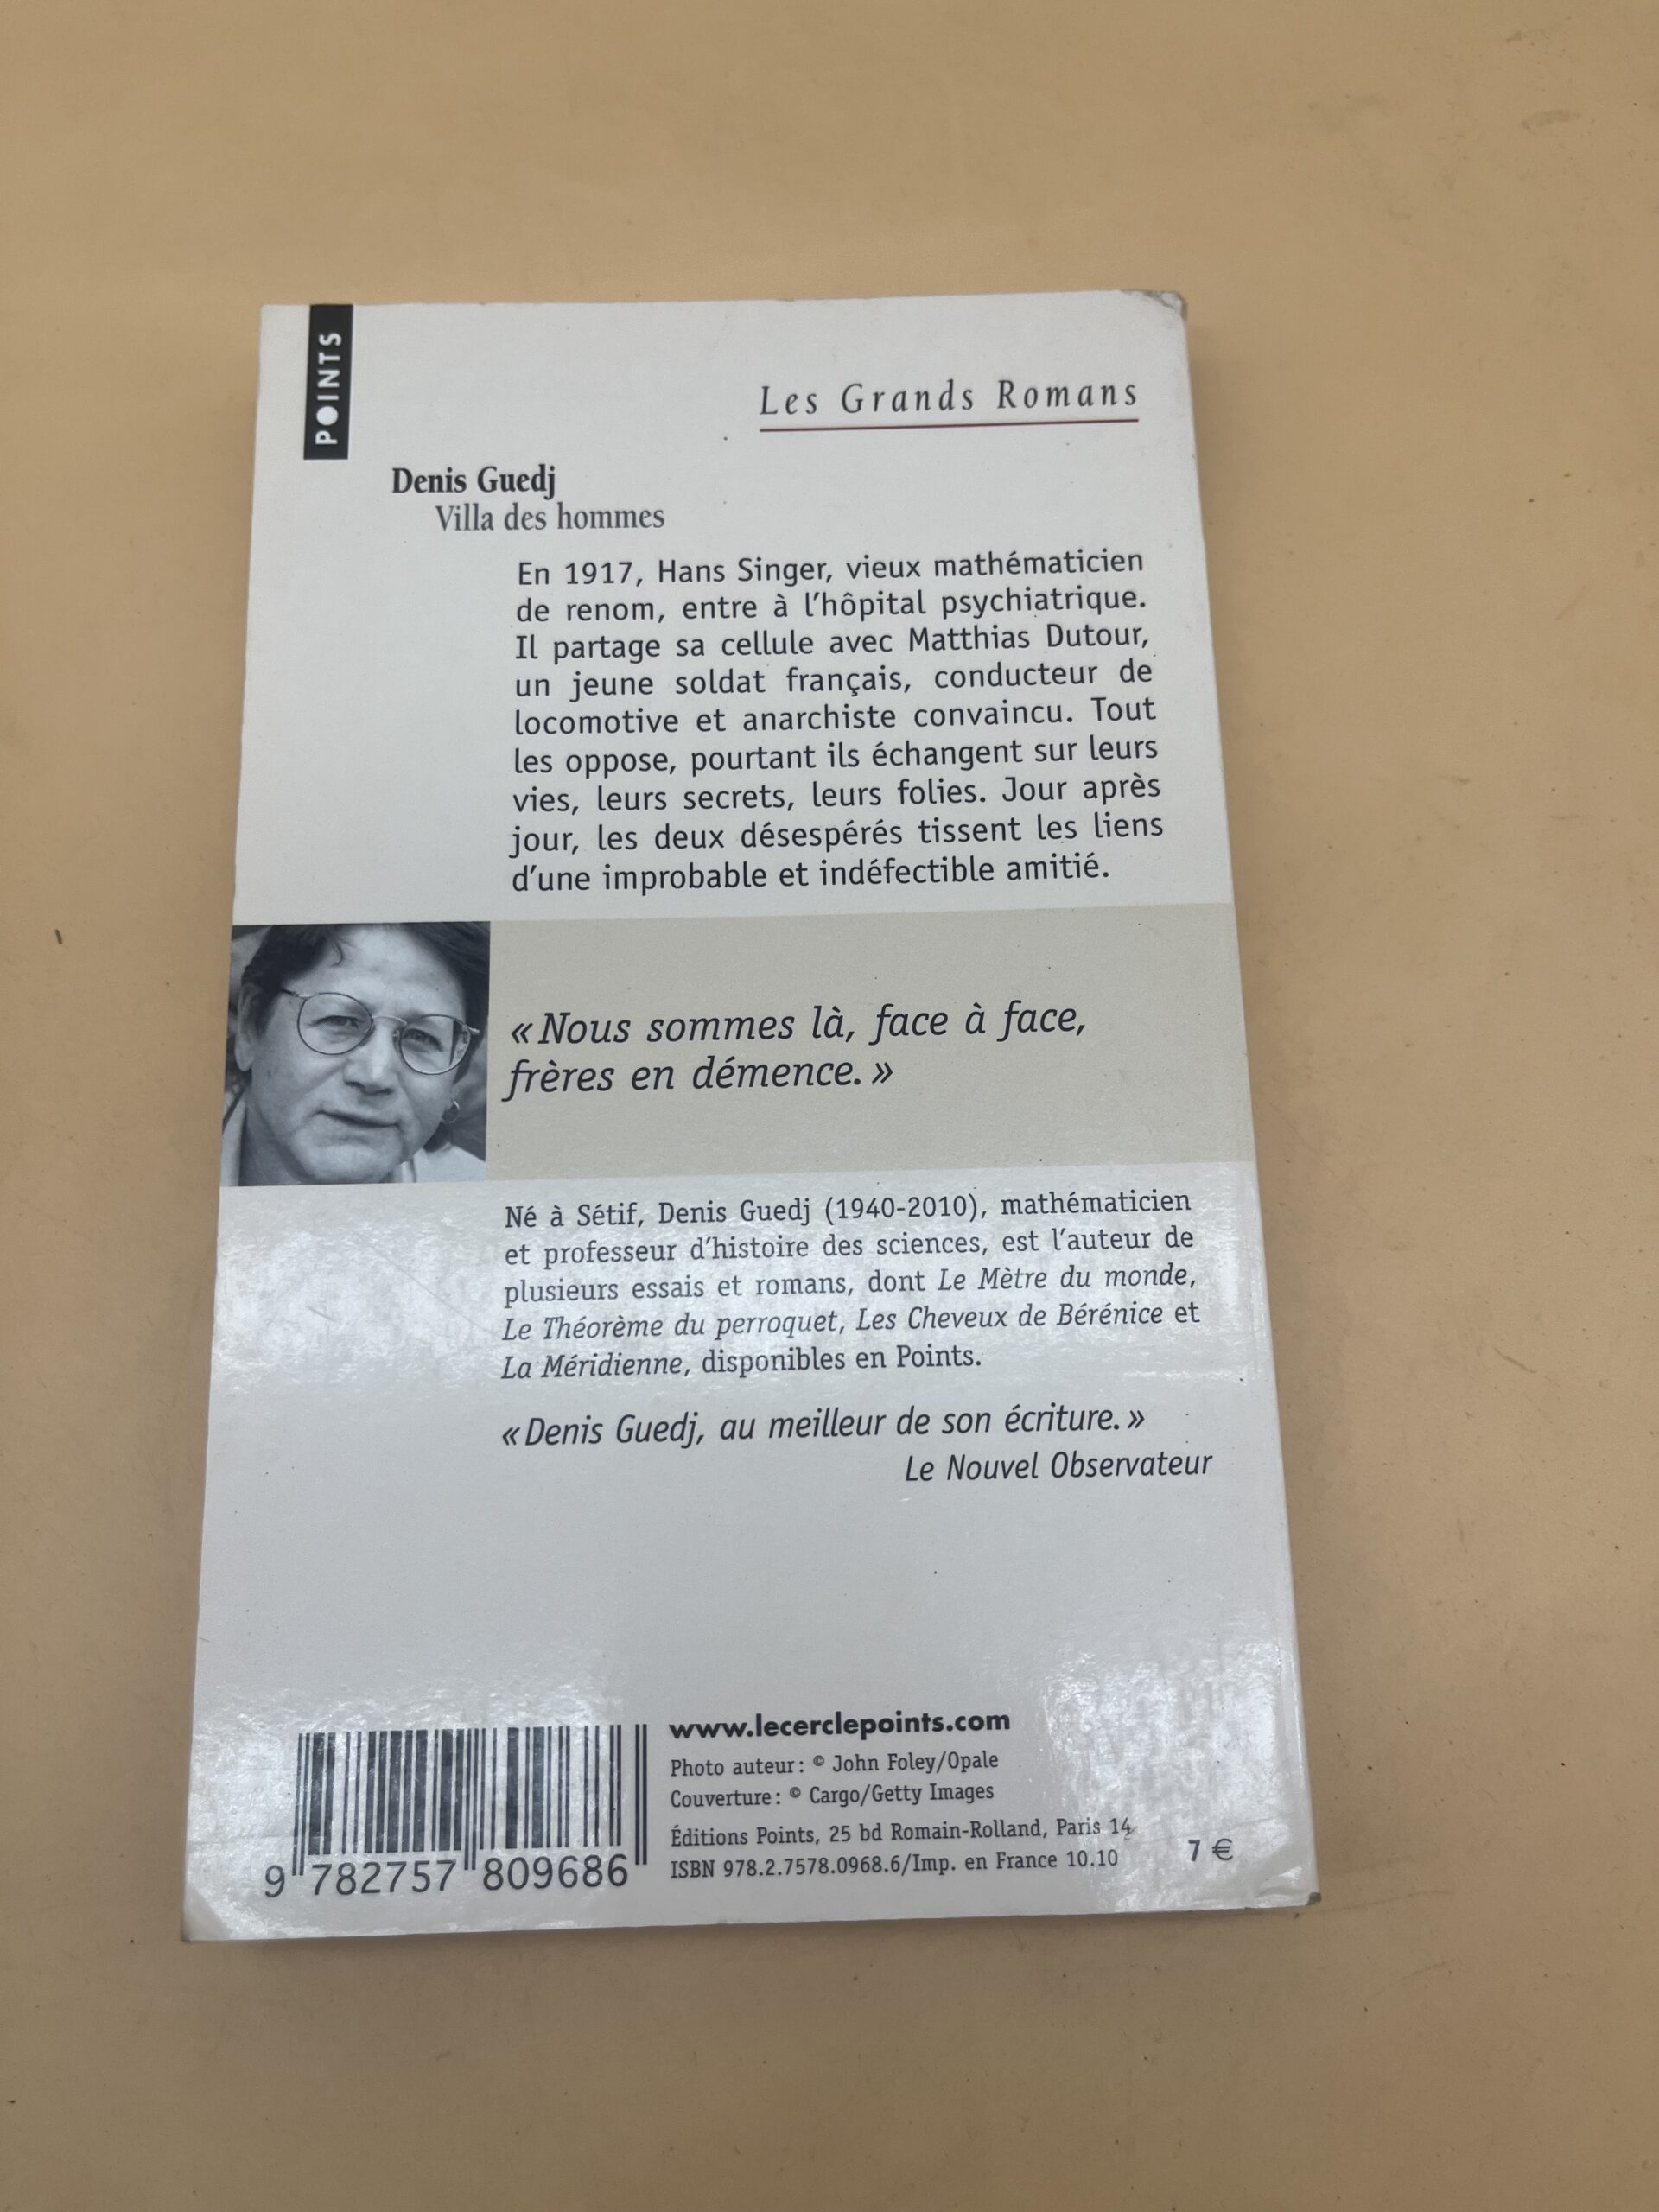 POINTS
Les Grands Romans
Denis Guedj
Villa des hommes
En 1917, Hans Singer, vieux mathématicien
de renom, entre à l'hôpital psychiatrique.
Il partage sa cellule avec Matthias Dutour,
un jeune soldat français, conducteur de
locomotive et anarchiste convaincu. Tout
les oppose, pourtant ils échangent sur leurs
vies, leurs secrets, leurs folies. Jour après
jour, les deux désespérés tissent les liens
d'une improbable et indéfectible amitié.
« Nous sommes là, face à face,
frères en démence. »
Né à Sétif, Denis Guedj (1940-2010), mathématicien
et professeur d'histoire des sciences, est l'auteur de
plusieurs essais et romans, dont Le Mètre du monde,
Le Théorème du perroquet, Les Cheveux de Bérénice et
La Méridienne, disponibles en Points.
« Denis Guedj, au meilleur de son écriture. »
Le Nouvel Observateur
www.lecerclepoints.com
Photo auteur : © John Foley/Opale
Couverture : © Cargo/Getty Images
Éditions Points, 25 bd Romain-Rolland, Paris 14
ISBN 978.2.7578.0968.6/Imp. en France 10.10
7 €
9 782757 809686